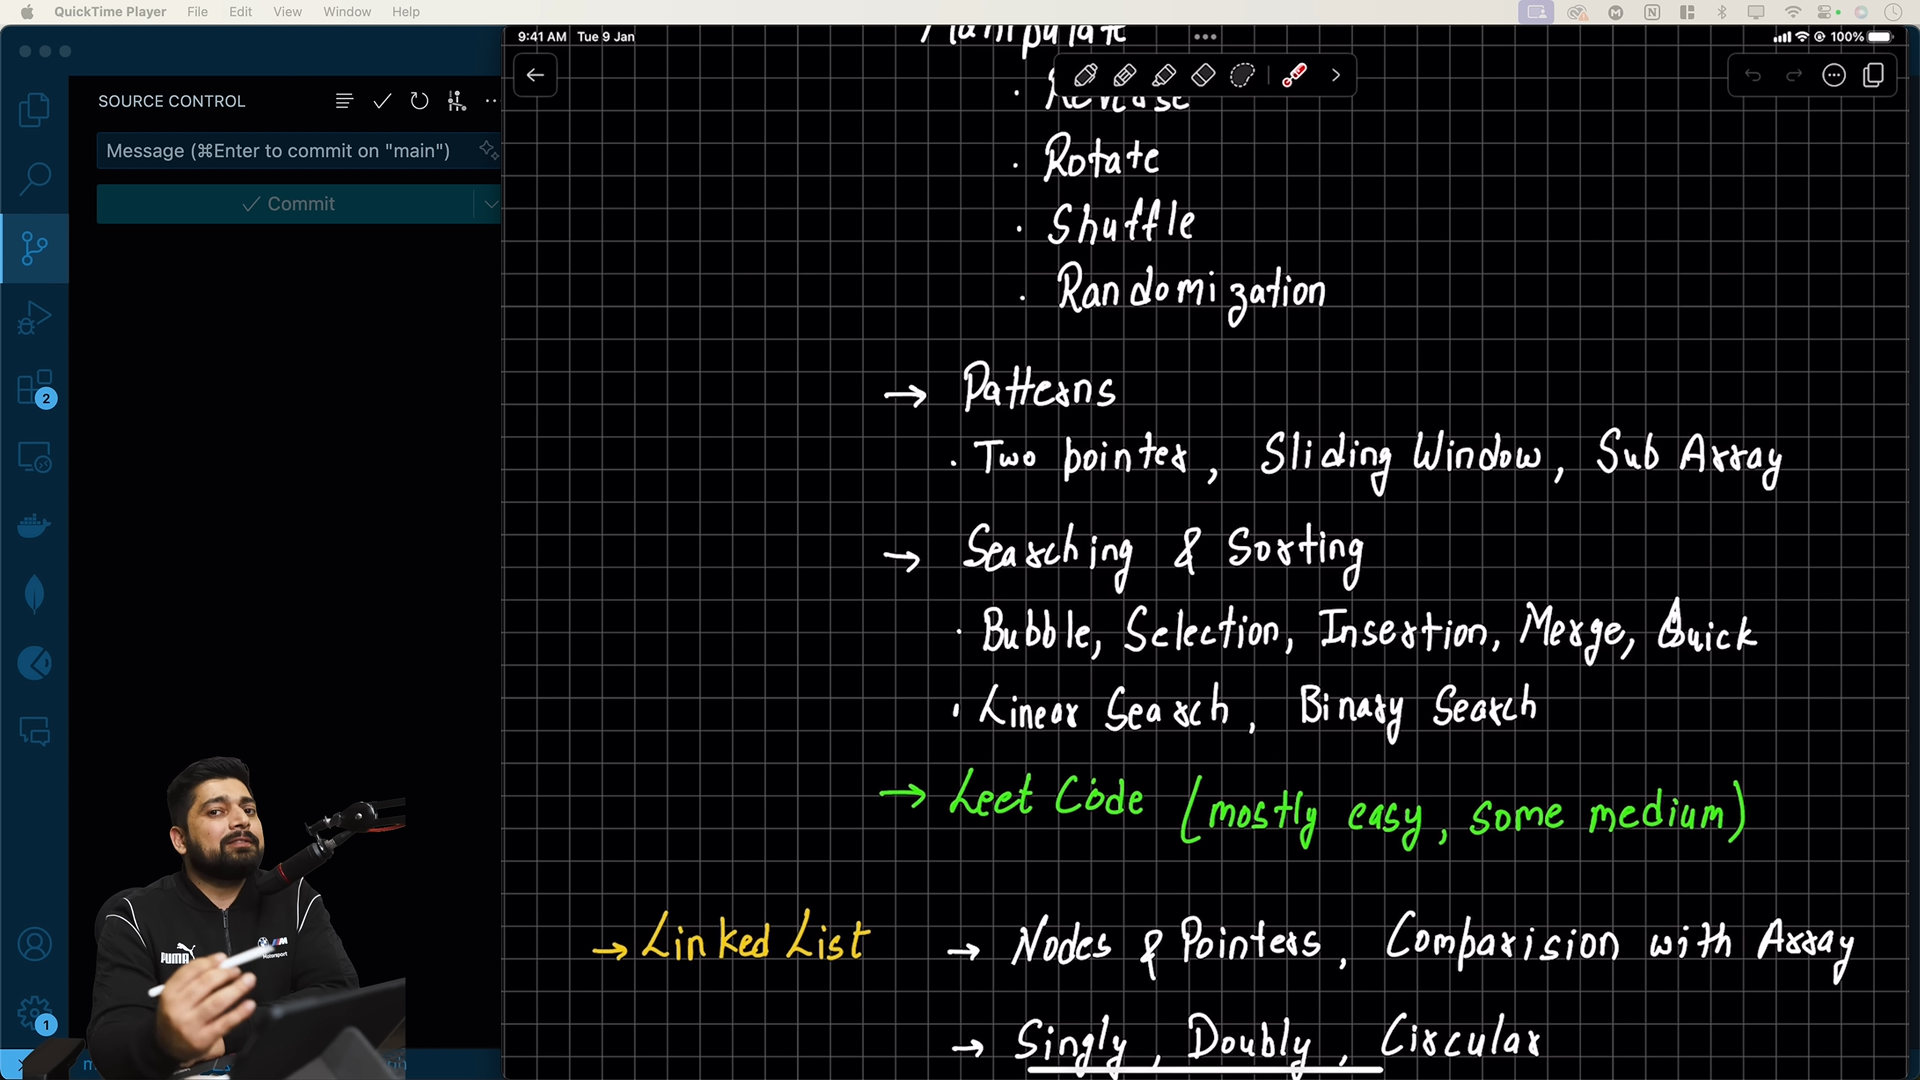 QuickTime Player File Edit View Window Help
9:41 AM Tue 9 Jan
100%
SOURCE CONTROL
Message (⌘Enter to commit on "main")
Commit
2
1
PUMA
Motorsport
Manipulate
· Reverse
· Rotate
· Shuffle
· Randomization
→ Patterns
· Two pointer, Sliding Window, Sub Array
→ Searching & Sorting
· Bubble, Selection, Insertion, Merge, Quick
· Linear Search, Binary Search
→ Leet Code (mostly easy, some medium)
→ Linked List → Nodes & Pointers, Comparision with Array
→ Singly, Doubly, Circular